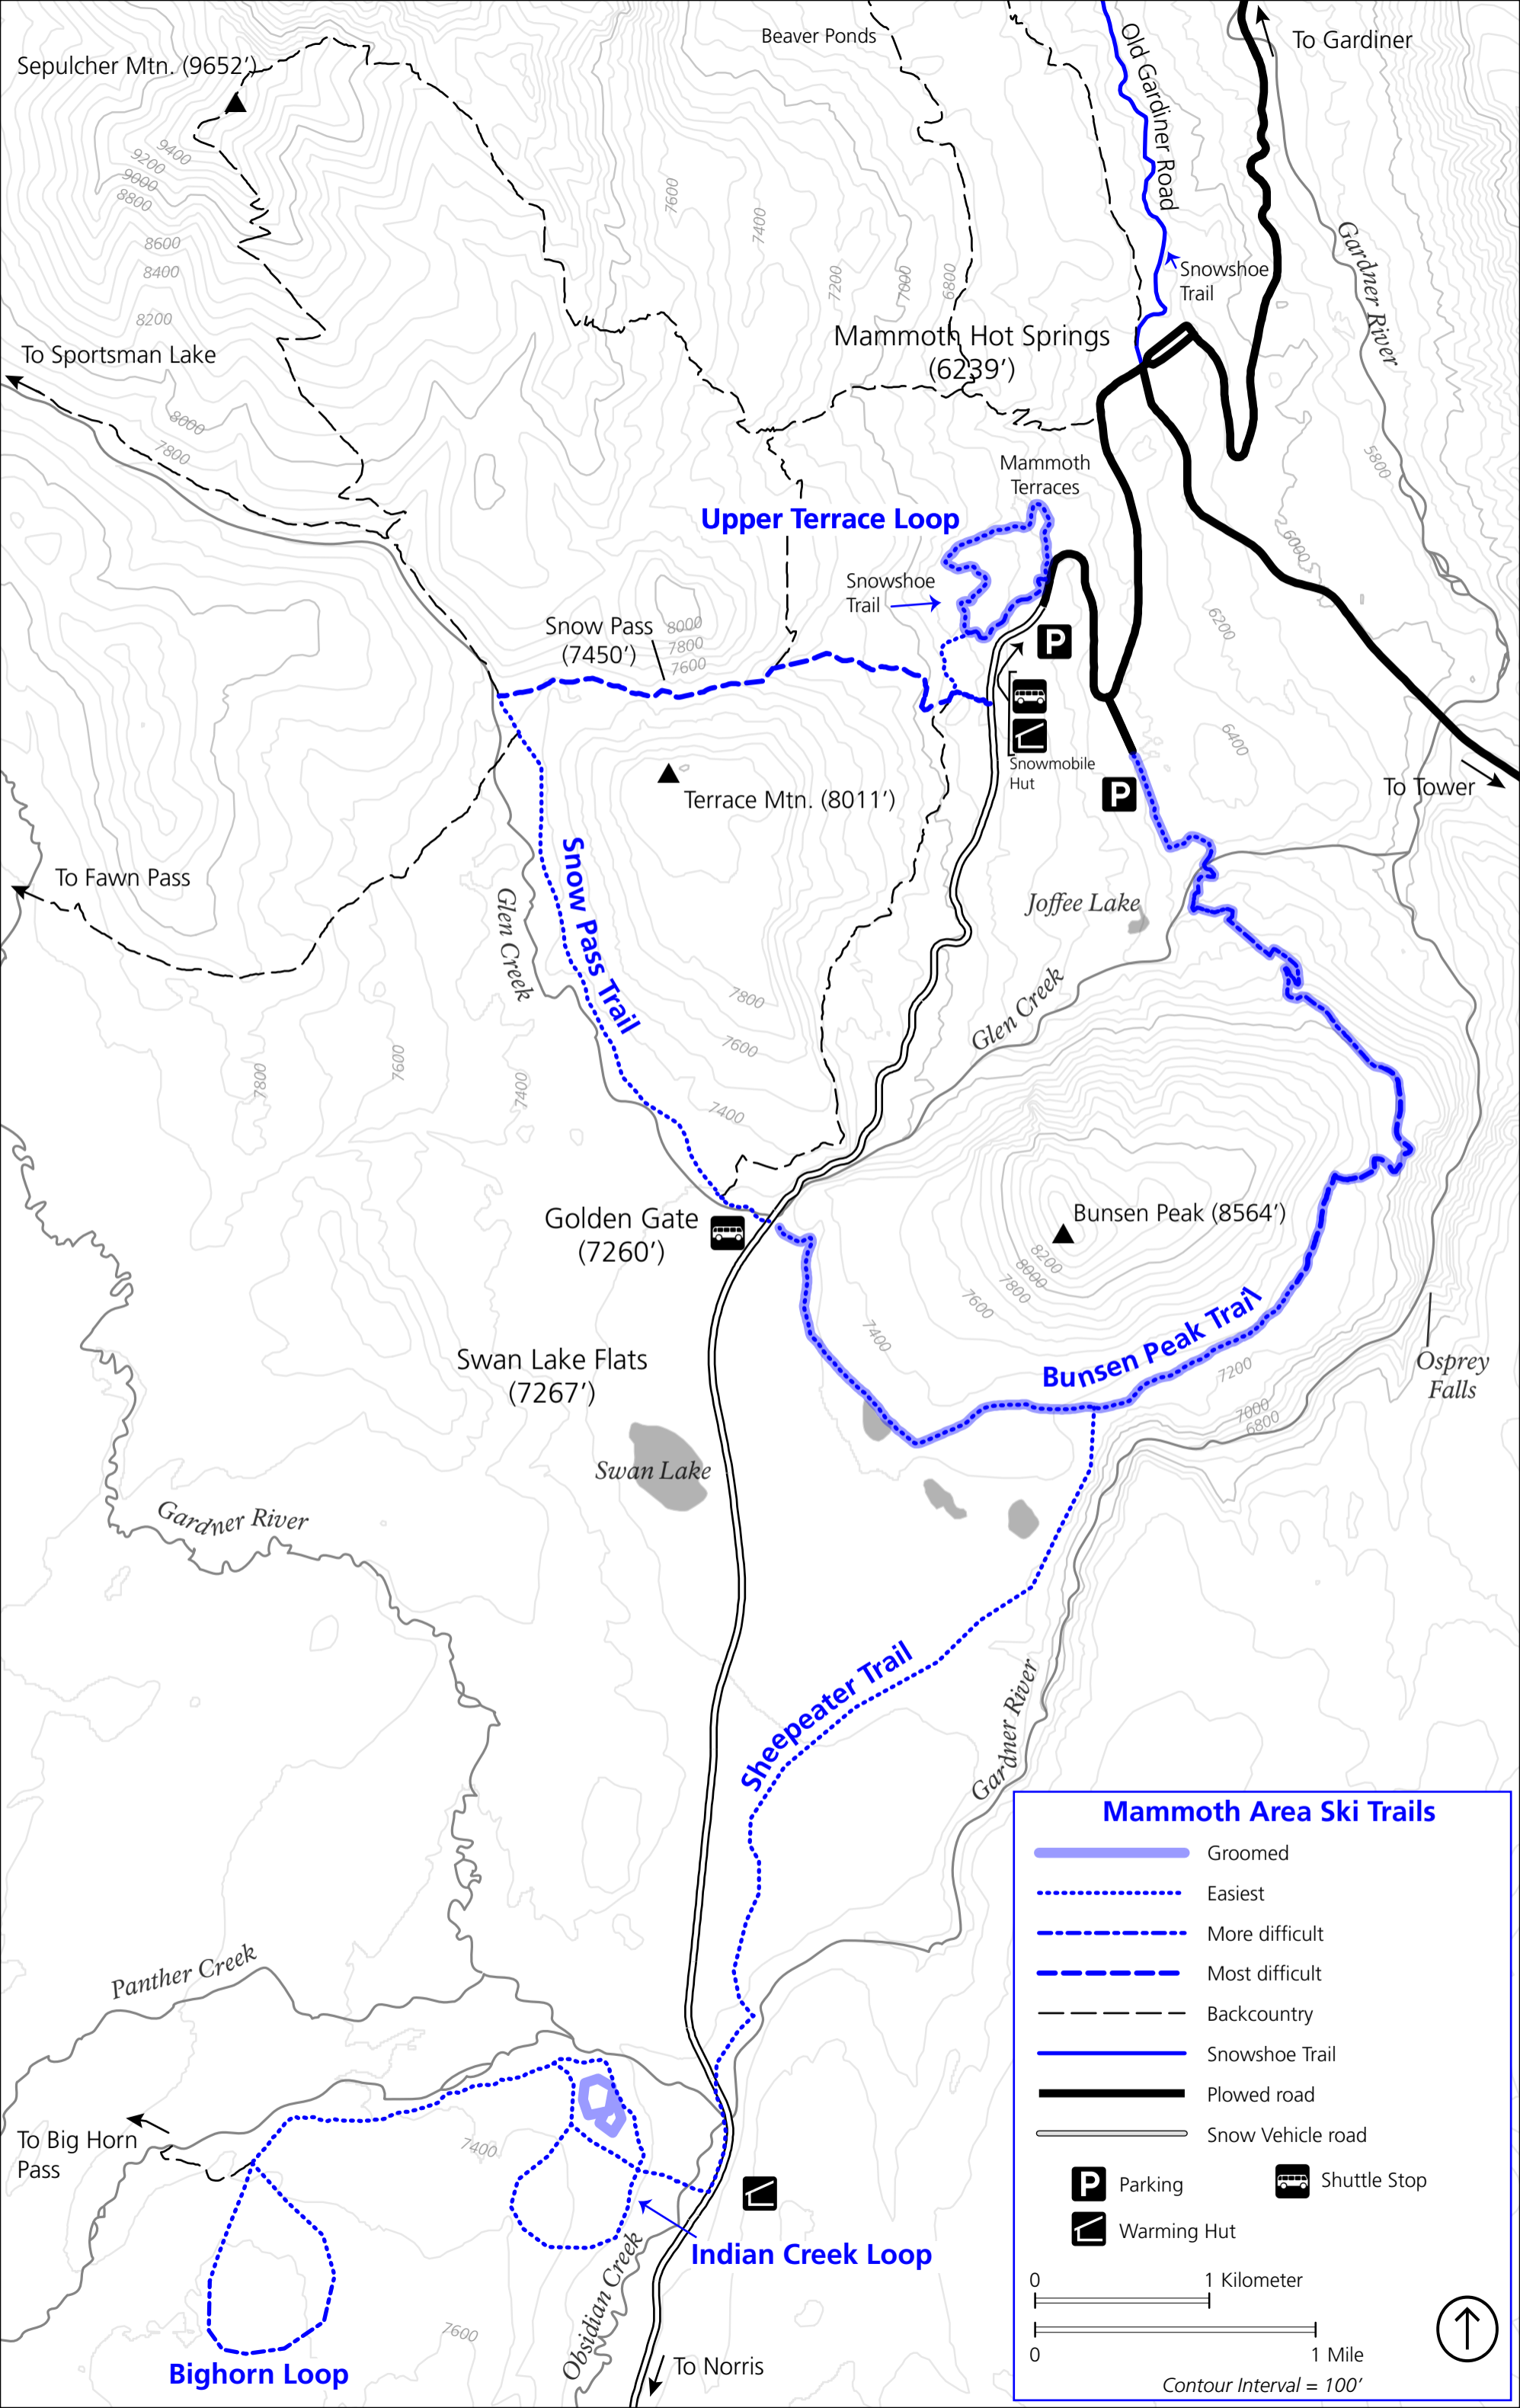 Beaver Ponds
Old Gardiner Road
To Gardiner
Sepulcher Mtn. (9652’)
9400
9200
9000
8800
8600
8400
8200
7600
7400
7200
7000
6800
Gardner River
Snowshoe
Trail
Mammoth Hot Springs
(6239’)
To Sportsman Lake
8000
7800
5800
Mammoth
Terraces
Upper Terrace Loop
6000
Snowshoe
Trail
6200
Snow Pass
(7450’)
8000
7800
7600
P
6400
Snowmobile
Hut
Terrace Mtn. (8011’)
P
To Tower
To Fawn Pass
Snow Pass Trail
Glen Creek
Joffee Lake
Glen Creek
7800
7600
7400
7800
7600
7400
Golden Gate
(7260’)
Bunsen Peak (8564’)
8200
8000
7800
7600
7400
Bunsen Peak Trail
7200
7000
6800
Osprey
Falls
Swan Lake Flats
(7267’)
Swan Lake
Gardner River
Sheepeater Trail
Gardner River
Panther Creek
To Big Horn
Pass
7400
Indian Creek Loop
Obsidian Creek
7600
Bighorn Loop
To Norris
Mammoth Area Ski Trails
Groomed
Easiest
More difficult
Most difficult
Backcountry
Snowshoe Trail
Plowed road
Snow Vehicle road
P Parking
Shuttle Stop
Warming Hut
0 1 Kilometer
0 1 Mile
Contour Interval = 100’